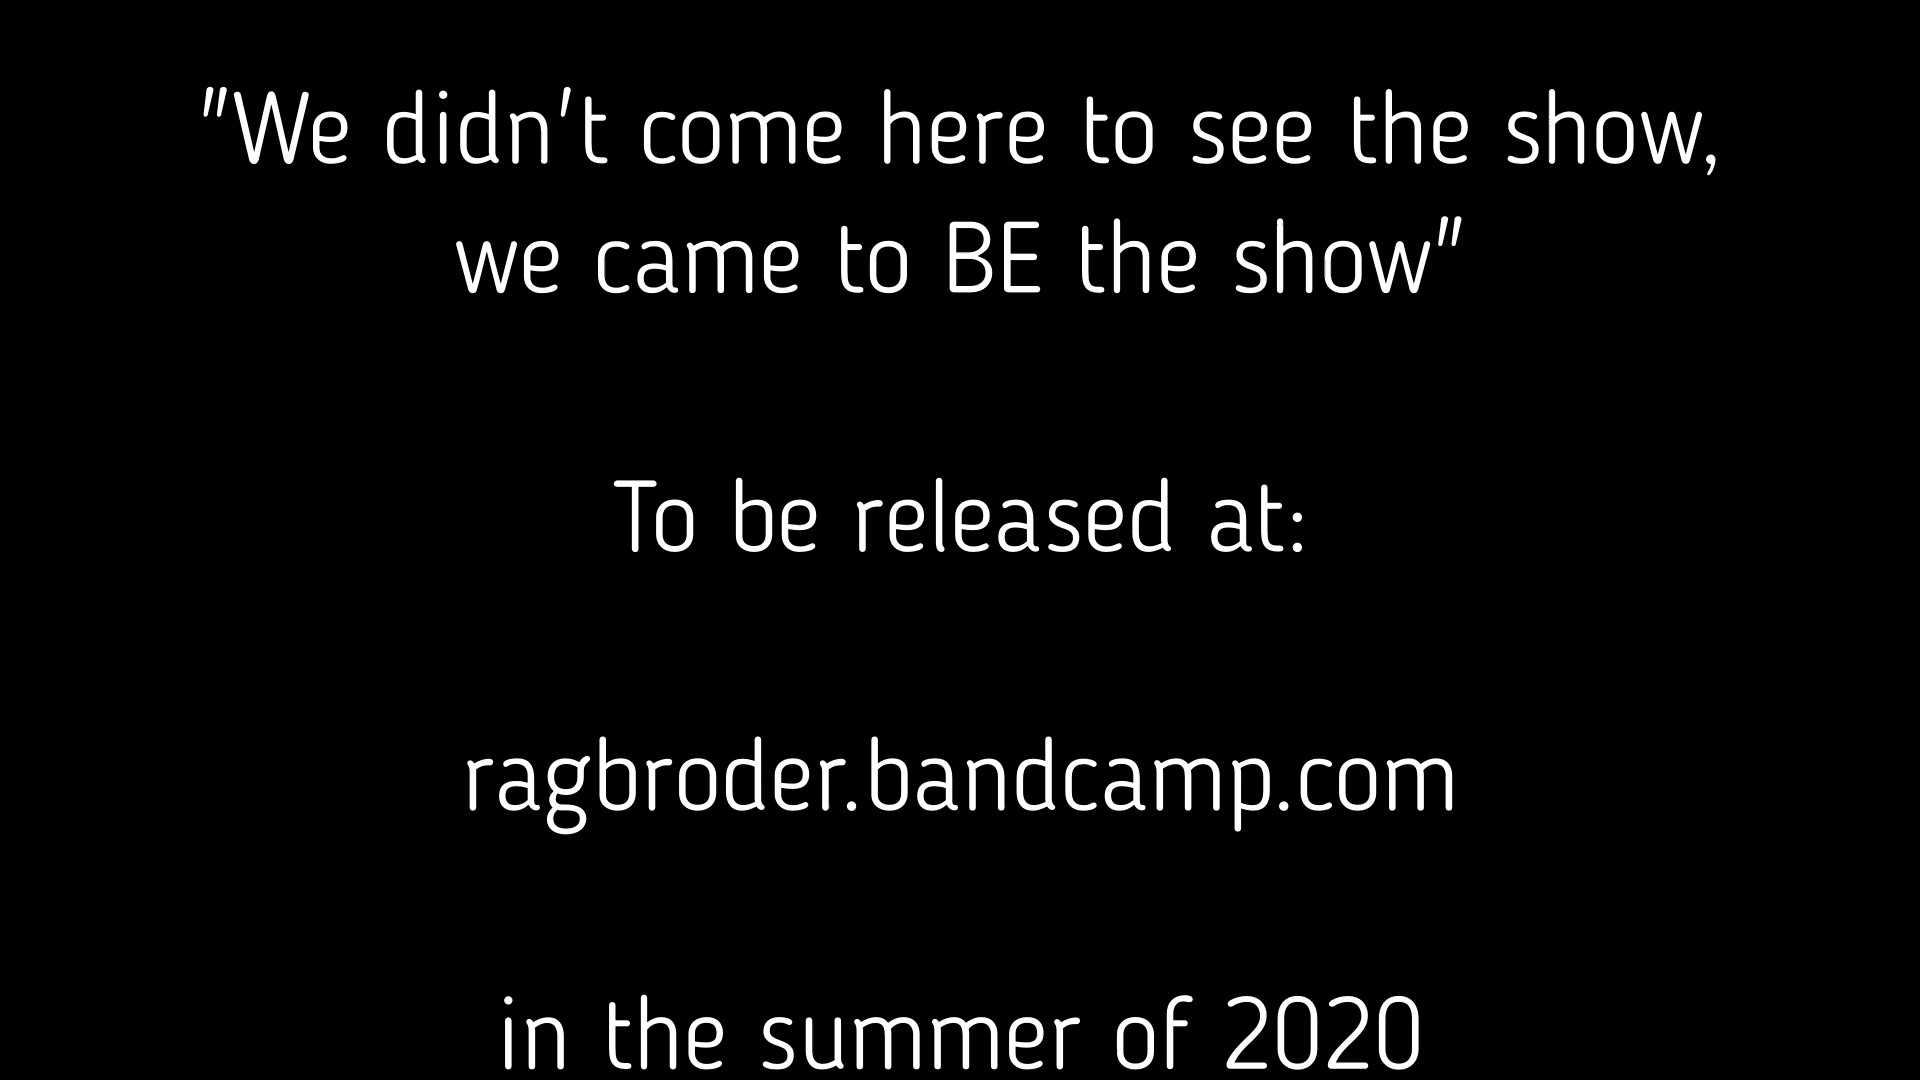 "We didn't come here to see the show,
we came to BE the show"
To be released at:
ragbroder.bandcamp.com
in the summer of 2020